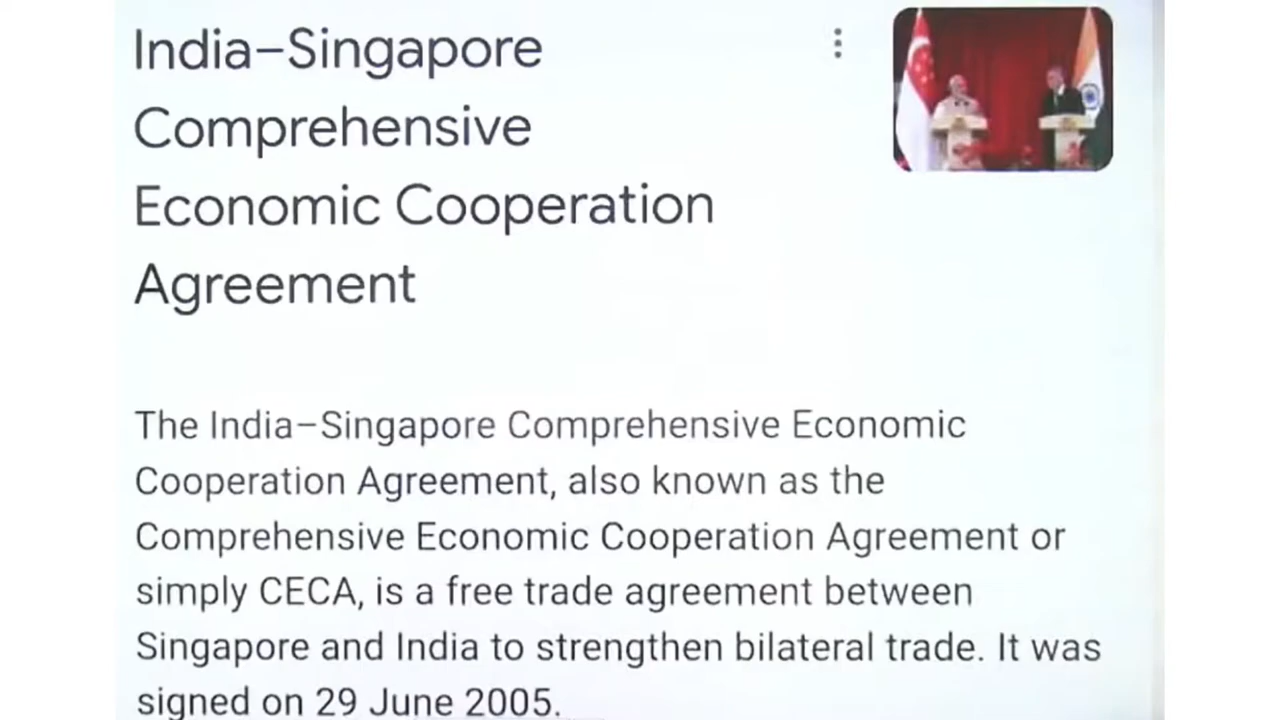 India–Singapore
Comprehensive
Economic Cooperation
Agreement
The India–Singapore Comprehensive Economic
Cooperation Agreement, also known as the
Comprehensive Economic Cooperation Agreement or
simply CECA, is a free trade agreement between
Singapore and India to strengthen bilateral trade. It was
signed on 29 June 2005.